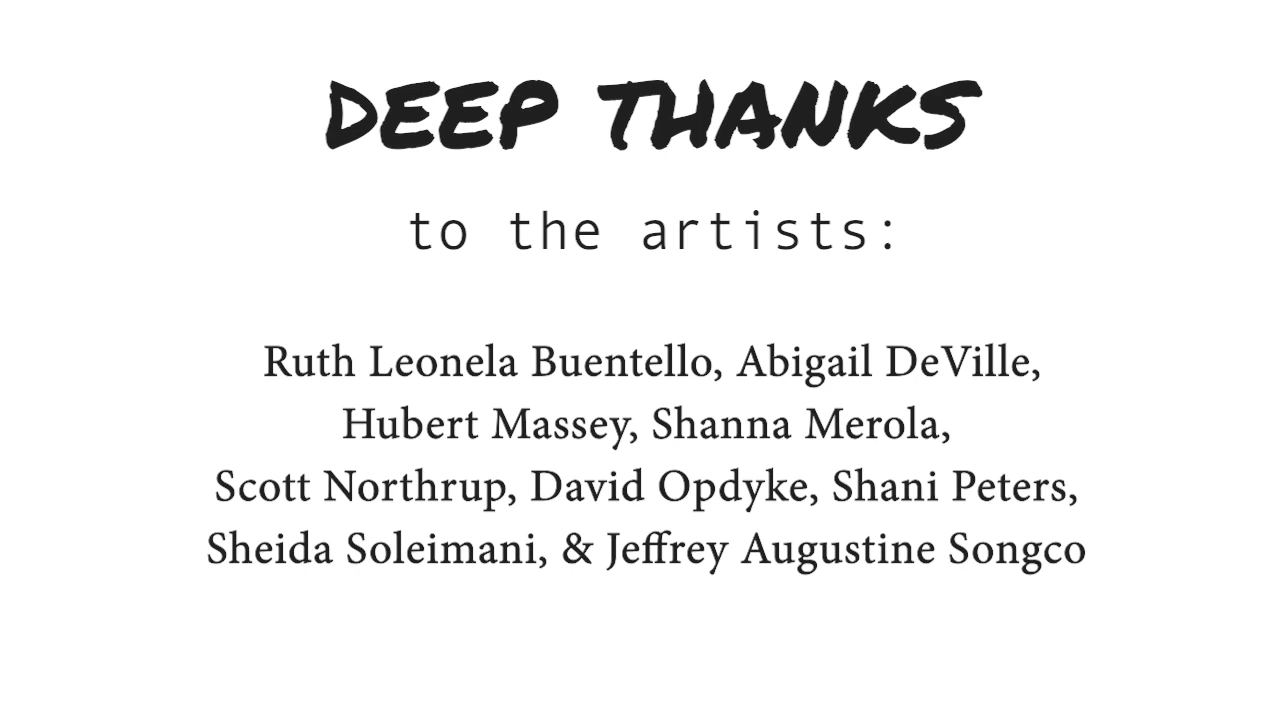 DEEP THANKS
to the artists:
Ruth Leonela Buentello, Abigail DeVille,
Hubert Massey, Shanna Merola,
Scott Northrup, David Opdyke, Shani Peters,
Sheida Soleimani, & Jeffrey Augustine Songco